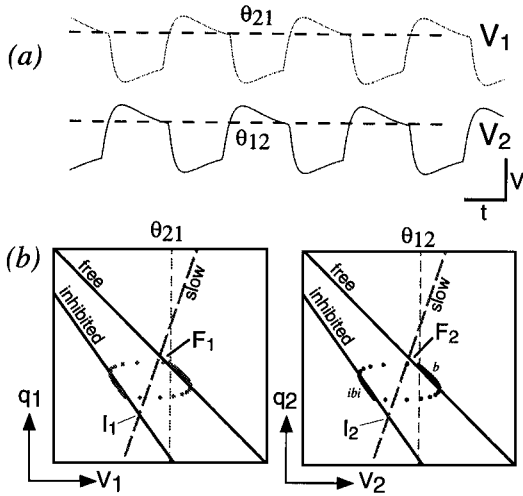 θ21
(a)
V1
θ12
V2
V
t
(b)
θ21
θ12
free
inhibited
slow
F1
I1
q1
V1
free
inhibited
slow
F2
b
ibi
I2
q2
V2